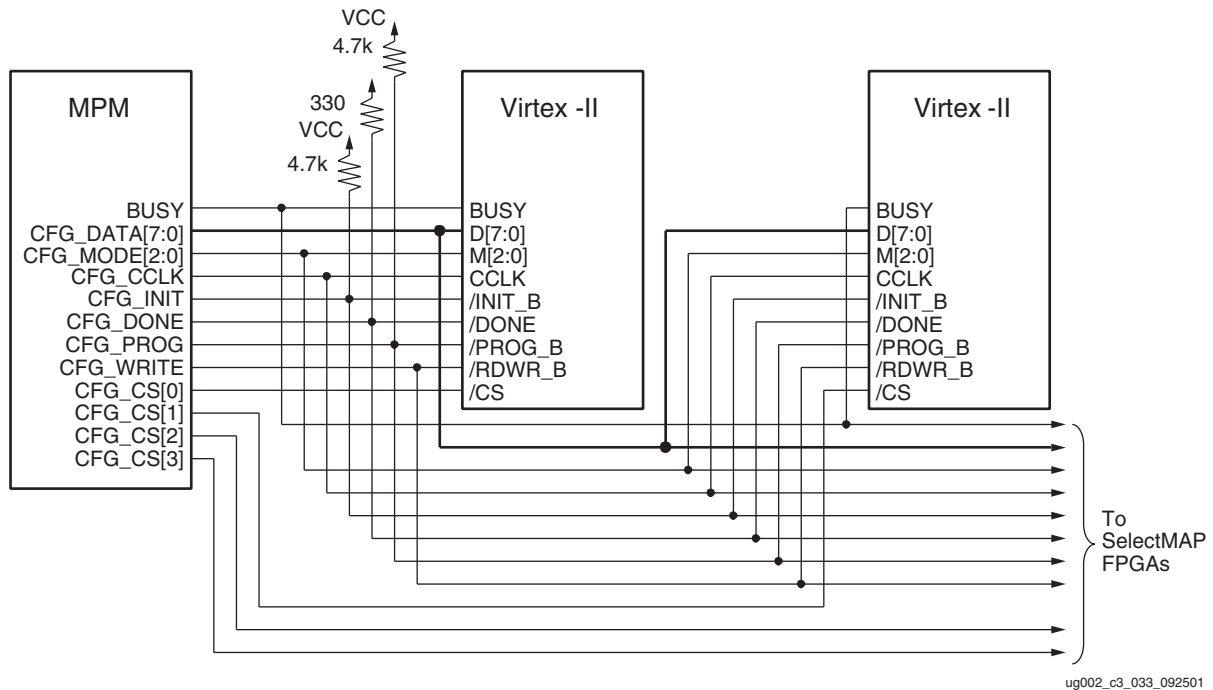 VCC
4.7k
330
VCC
4.7k
MPM
BUSY
CFG_DATA[7:0]
CFG_MODE[2:0]
CFG_CCLK
CFG_INIT
CFG_DONE
CFG_PROG
CFG_WRITE
CFG_CS[0]
CFG_CS[1]
CFG_CS[2]
CFG_CS[3]
Virtex -II
BUSY
D[7:0]
M[2:0]
CCLK
/INIT_B
/DONE
/PROG_B
/RDWR_B
/CS
Virtex -II
BUSY
D[7:0]
M[2:0]
CCLK
/INIT_B
/DONE
/PROG_B
/RDWR_B
/CS
To
SelectMAP
FPGAs
ug002_c3_033_092501